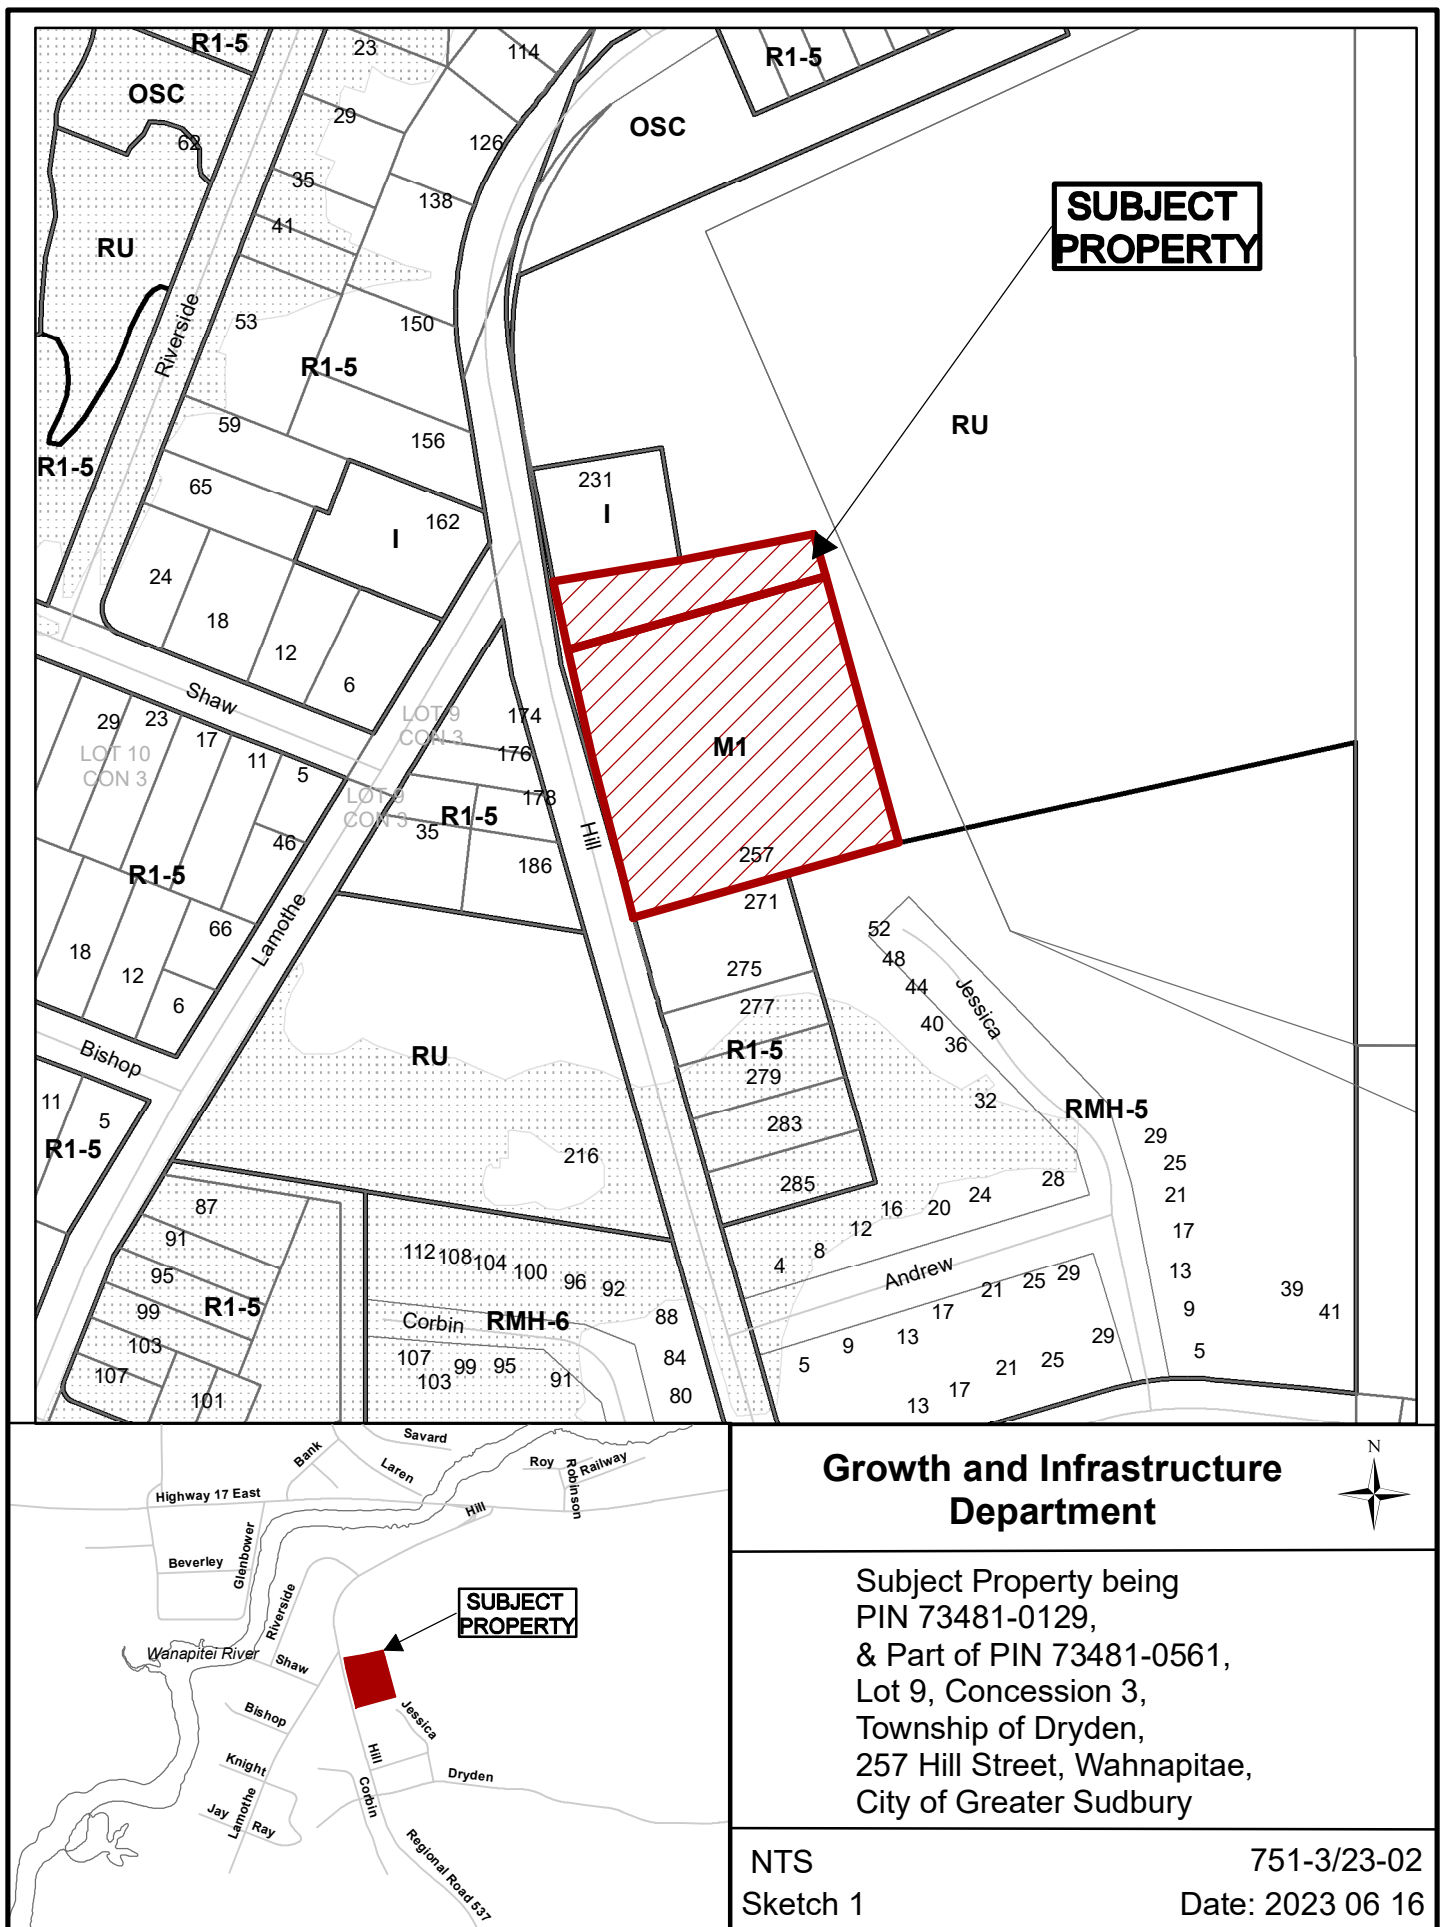 R1-5
23
114
R1-5
OSC
29
OSC
62
126
35
138
SUBJECT
PROPERTY
41
RU
Riverside
53
150
R1-5
RU
59
156
R1-5
65
231
I
162
I
24
18
12
6
Shaw
LOT 9
CON 3
174
29
23
17
LOT 10
CON 3
11
5
176
M1
LOT 9
CON 3
178
R1-5
35
Hill
46
257
186
R1-5
271
66
Lamothe
52
18
12
48
275
44
6
277
Jessica
40
36
Bishop
RU
R1-5
279
11
5
32
RMH-5
283
29
R1-5
216
25
285
28
21
87
16
20
24
91
12
17
112
108
104
100
8
95
96
92
4
Andrew
13
29
25
21
39
99
R1-5
Corbin
RMH-6
88
17
9
41
103
13
29
107
99
95
84
9
5
5
107
103
91
21
25
101
80
17
13
Savard
Bank
Laren
Roy
Robinson
Railway
Highway 17 East
Hill
Glenbower
Beverley
Riverside
SUBJECT
PROPERTY
Wanapitei River
Shaw
Bishop
Jessica
Hill
Knight
Corbin
Dryden
Lamothe
Jay
Ray
Regional Road 537
Growth and Infrastructure
Department
N
Subject Property being
PIN 73481-0129,
& Part of PIN 73481-0561,
Lot 9, Concession 3,
Township of Dryden,
257 Hill Street, Wahnapitae,
City of Greater Sudbury
NTS
751-3/23-02
Sketch 1
Date: 2023 06 16